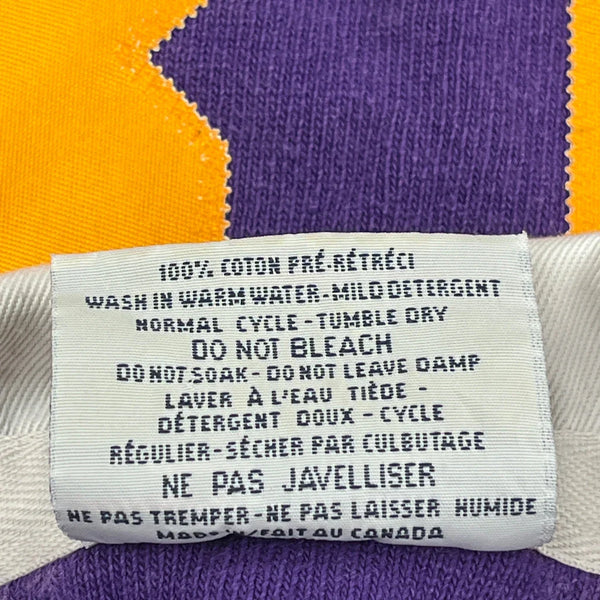 100% COTON PRÉ-RÉTRÉCI
WASH IN WARM WATER - MILD DETERGENT
NORMAL CYCLE - TUMBLE DRY
DO NOT BLEACH
DO NOT SOAK - DO NOT LEAVE DAMP
LAVER À L'EAU TIÈDE -
DÉTERGENT DOUX - CYCLE
RÉGULIER - SÉCHER PAR CULBUTAGE
NE PAS JAVELLISER
NE PAS TREMPER - NE PAS LAISSER HUMIDE
MADE IN/FAIT AU CANADA